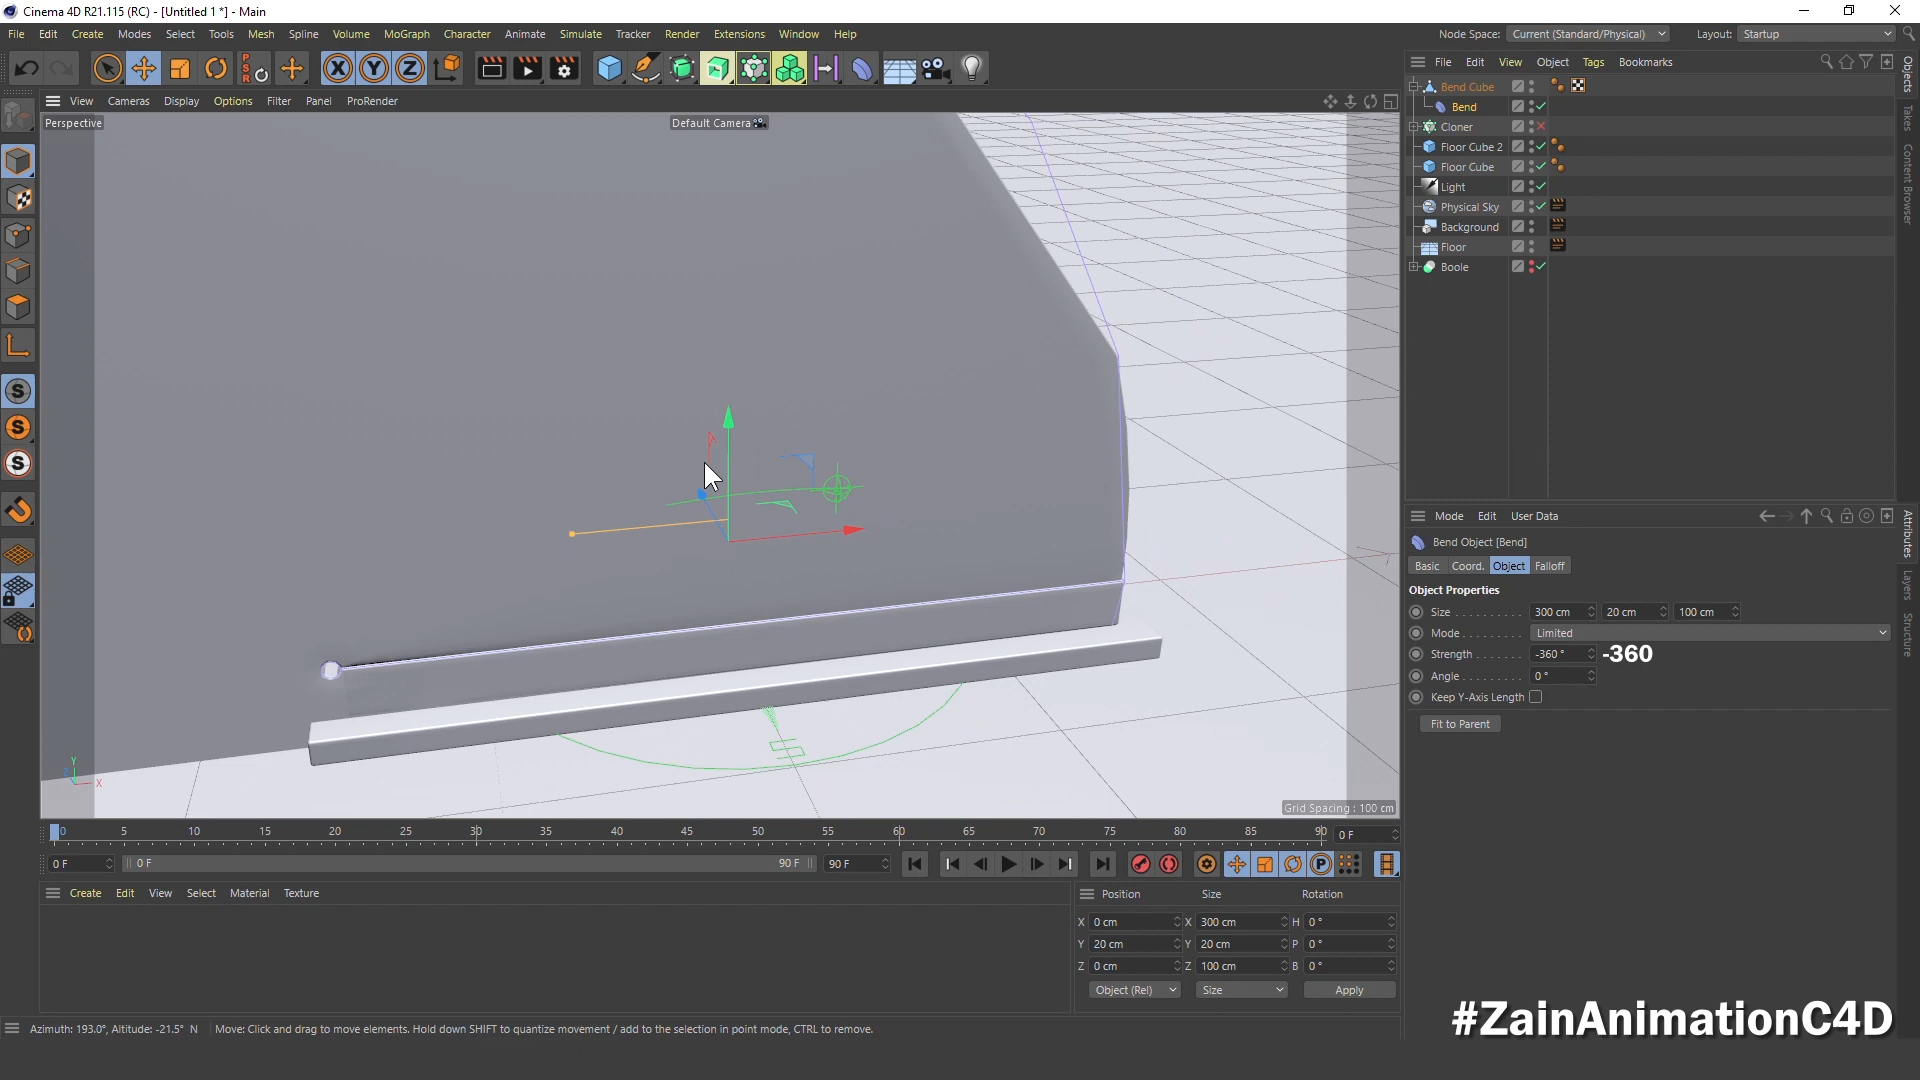 Cinema 4D R21.115 (RC) - [Untitled 1 *] - Main
File Edit Create Modes Select Tools Mesh Spline Volume MoGraph Character Animate Simulate Tracker Render Extensions Window Help
Node Space: Current (Standard/Physical) Layout: Startup
View Cameras Display Options Filter Panel ProRender
Perspective
Default Camera
Grid Spacing : 100 cm
File Edit View Object Tags Bookmarks
Bend Cube
Bend
Cloner
Floor Cube 2
Floor Cube
Light
Physical Sky
Background
Floor
Boole
Objects
Takes
Content Browser
Mode Edit User Data
Bend Object [Bend]
Basic Coord. Object Falloff
Object Properties
Size 300 cm 20 cm 100 cm
Mode Limited
Strength -360 ° -360
Angle 0 °
Keep Y-Axis Length
Fit to Parent
Attributes
Layers
Structure
0 5 10 15 20 25 30 35 40 45 50 55 60 65 70 75 80 85 90 0 F
0 F 0 F 90 F 90 F
Create Edit View Select Material Texture
Position Size Rotation
X 0 cm X 300 cm H 0 °
Y 20 cm Y 20 cm P 0 °
Z 0 cm Z 100 cm B 0 °
Object (Rel) Size Apply
#ZainAnimationC4D
Azimuth: 193.0°, Altitude: -21.5° N Move: Click and drag to move elements. Hold down SHIFT to quantize movement / add to the selection in point mode, CTRL to remove.